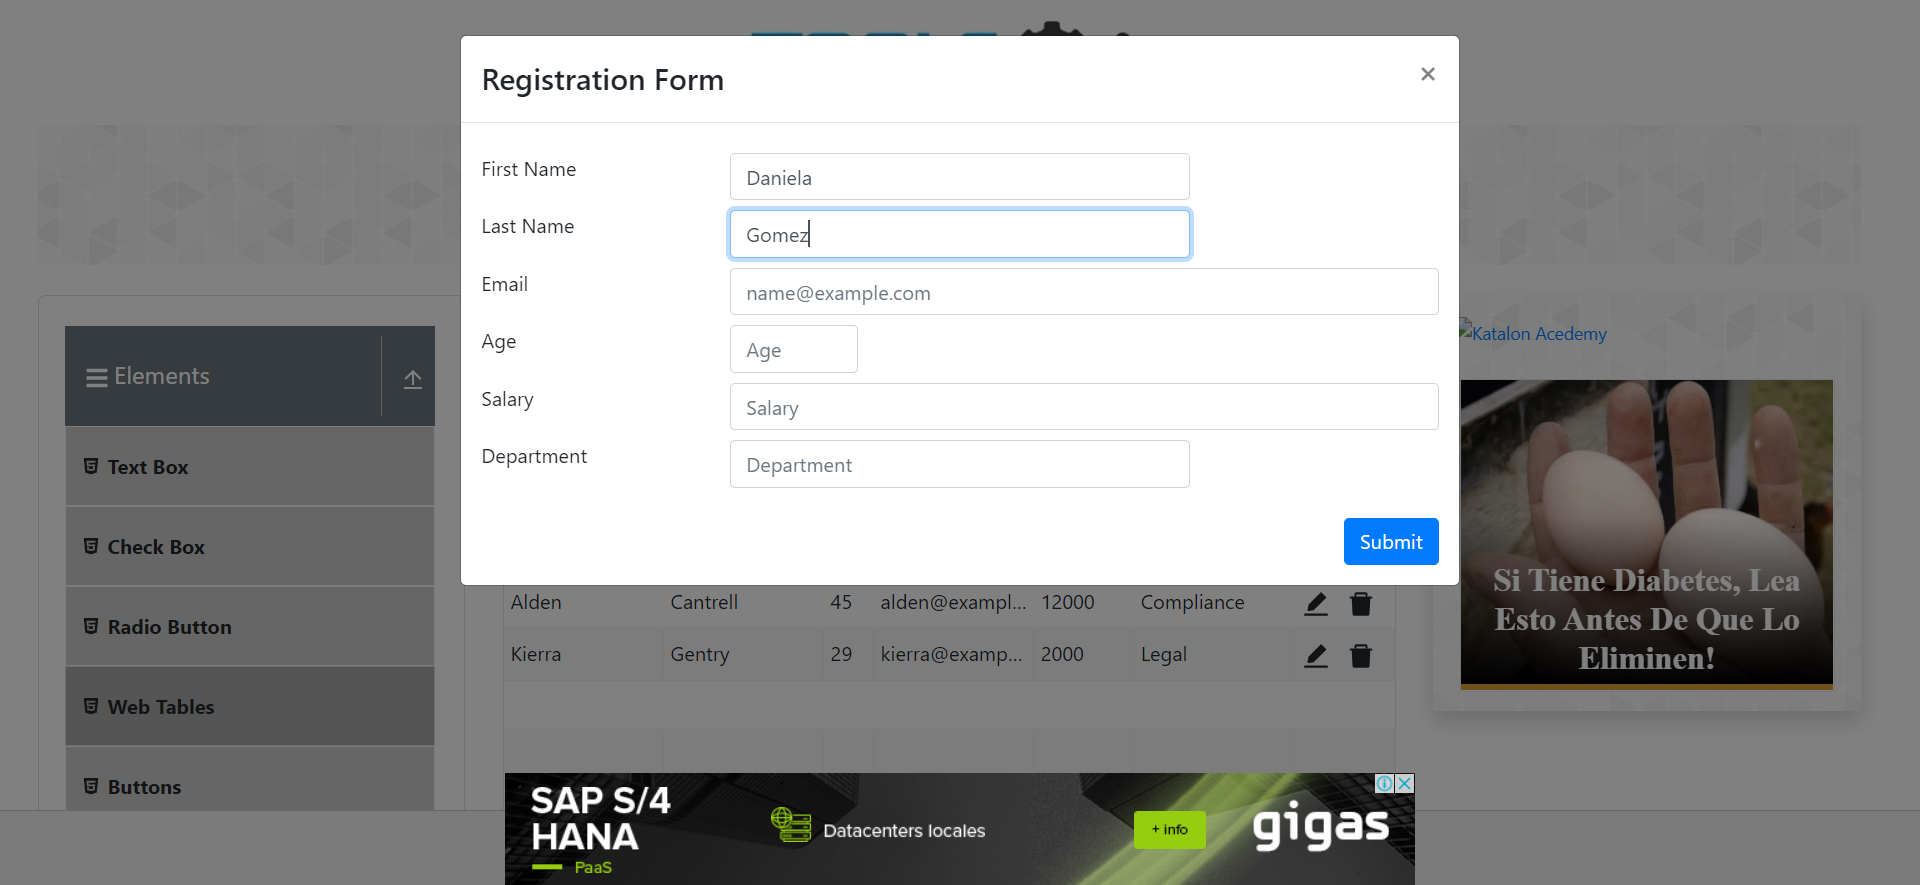 Registration Form
×
First Name
Daniela
Last Name
Gomez
Email
name@example.com
Age
Age
Salary
Salary
Department
Department
Submit
Elements
Text Box
Check Box
Radio Button
Web Tables
Buttons
Alden Cantrell 45 alden@exampl... 12000 Compliance
Kierra Gentry 29 kierra@examp... 2000 Legal
Katalon Acedemy
Si Tiene Diabetes, Lea
Esto Antes De Que Lo
Eliminen!
SAP S/4
HANA
PaaS
Datacenters locales
+ info
gigas